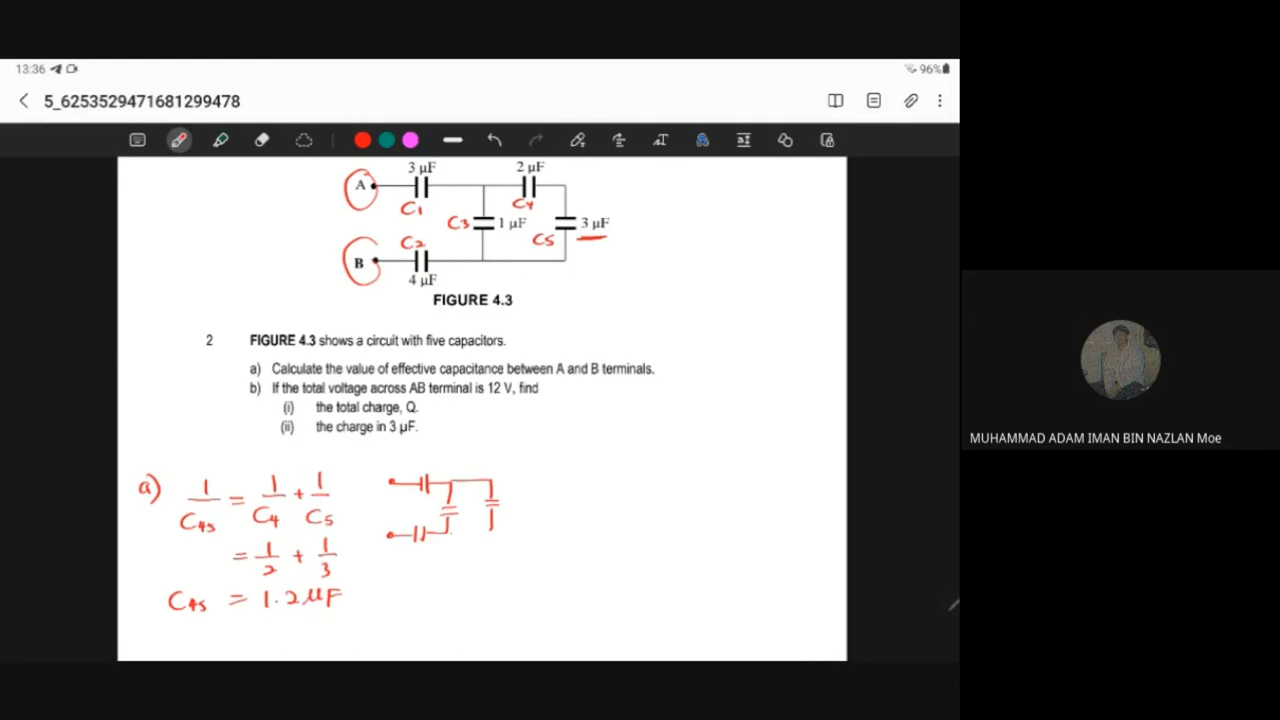 13:36
96%
5_6253529471681299478
3 µF
2 µF
A
C1
C4
C3
1 µF
3 µF
C2
C5
B
4 µF
FIGURE 4.3
2 FIGURE 4.3 shows a circuit with five capacitors.
a) Calculate the value of effective capacitance between A and B terminals.
b) If the total voltage across AB terminal is 12 V, find
(i) the total charge, Q.
(ii) the charge in 3 µF.
MUHAMMAD ADAM IMAN BIN NAZLAN Moe
a) 1/C45 = 1/C4 + 1/C5
= 1/2 + 1/3
C45 = 1.2 µF